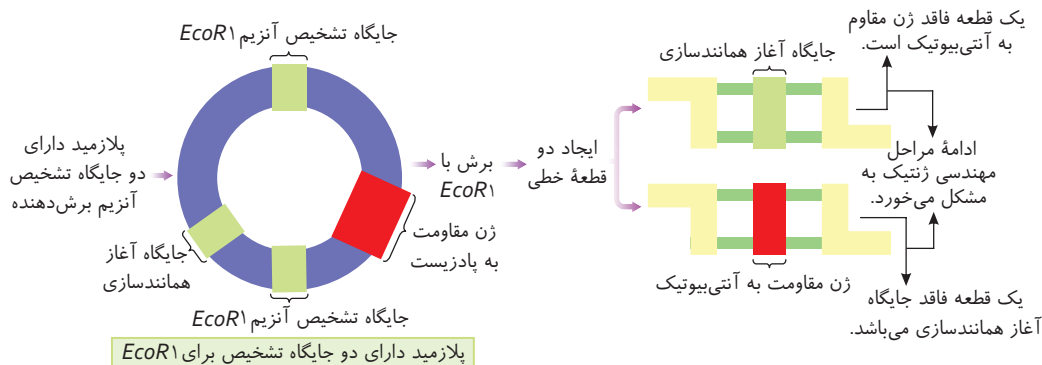 جایگاه تشخیص آنزیم EcoR۱
پلازمید دارای
دو جایگاه تشخیص
آنزیم برش‌دهنده
جایگاه آغاز
همانندسازی
جایگاه تشخیص آنزیم EcoR۱
ژن مقاومت
به پادزیست
پلازمید دارای دو جایگاه تشخیص برای EcoR۱
برش با
EcoR۱
ایجاد دو
قطعهٔ خطی
جایگاه آغاز همانندسازی
ژن مقاومت به آنتی‌بیوتیک
یک قطعه فاقد ژن مقاوم
به آنتی‌بیوتیک است.
ادامهٔ مراحل
مهندسی ژنتیک به
مشکل می‌خورد.
یک قطعه فاقد جایگاه
آغاز همانندسازی می‌باشد.